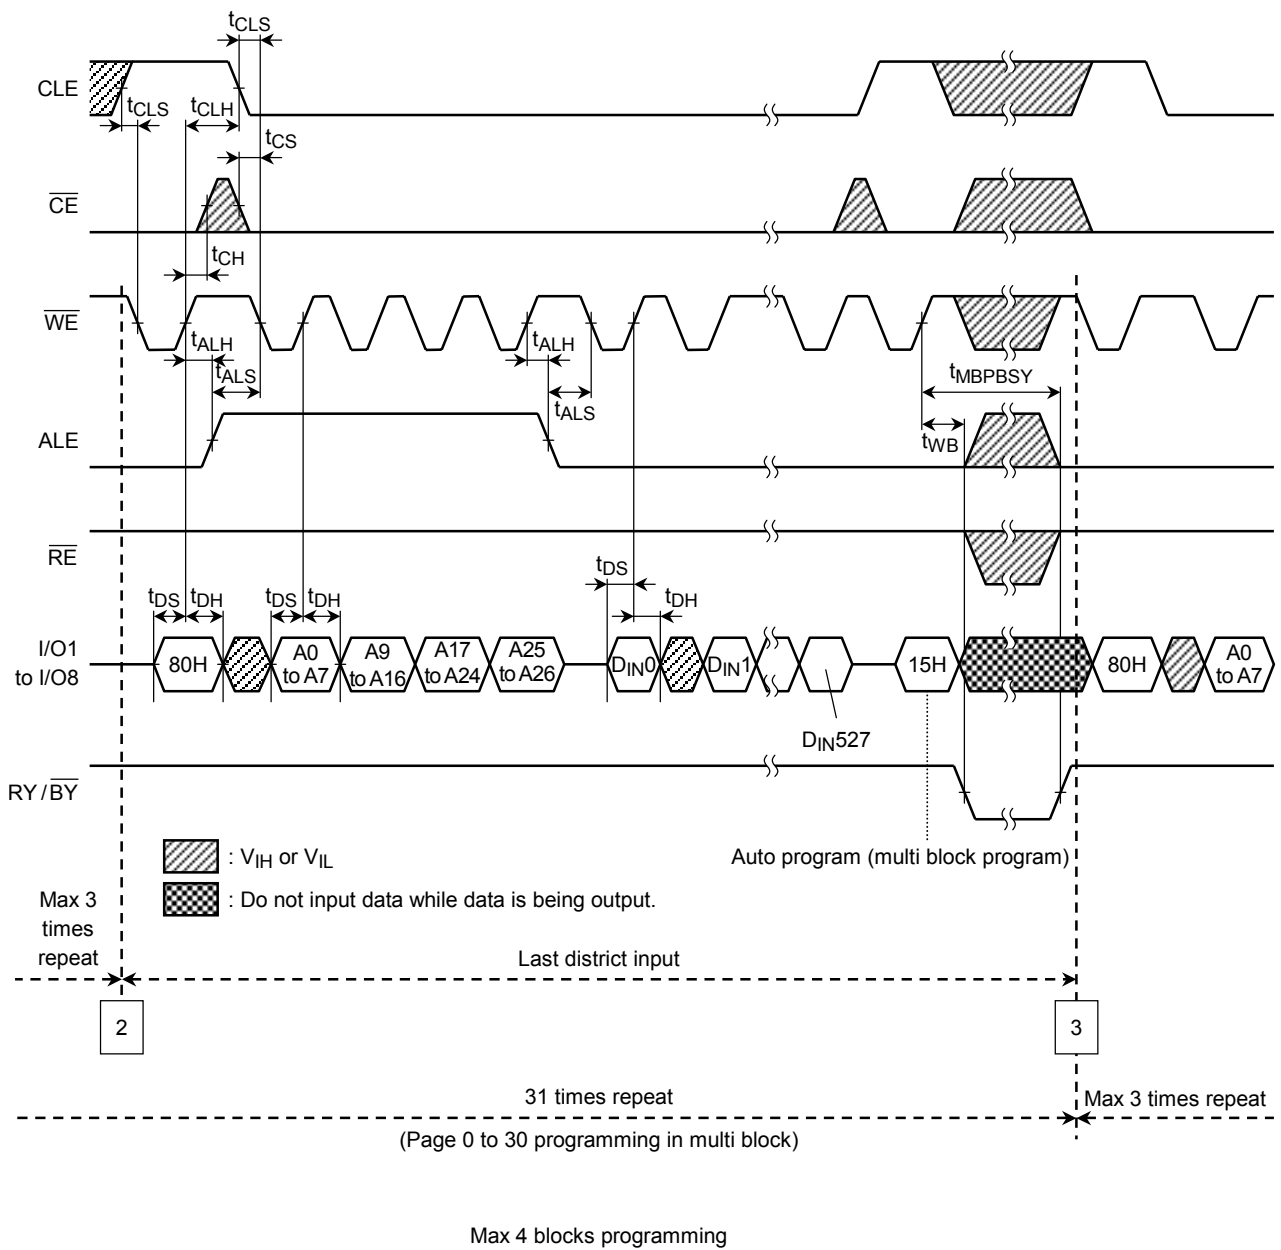 tCLS
CLE
tCLS
tCLH
tCS
CE
tCH
WE
tALH
tALS
tALH
tALS
tMBPBSY
tWB
ALE
RE
tDS
tDH
tDS
tDH
tDS
tDH
I/O1
to I/O8
80H
A0
to A7
A9
to A16
A17
to A24
A25
to A26
DIN0
DIN1
DIN527
15H
80H
A0
to A7
RY/BY
: VIH or VIL
: Do not input data while data is being output.
Auto program (multi block program)
Max 3
times
repeat
Last district input
2
3
31 times repeat
Max 3 times repeat
(Page 0 to 30 programming in multi block)
Max 4 blocks programming